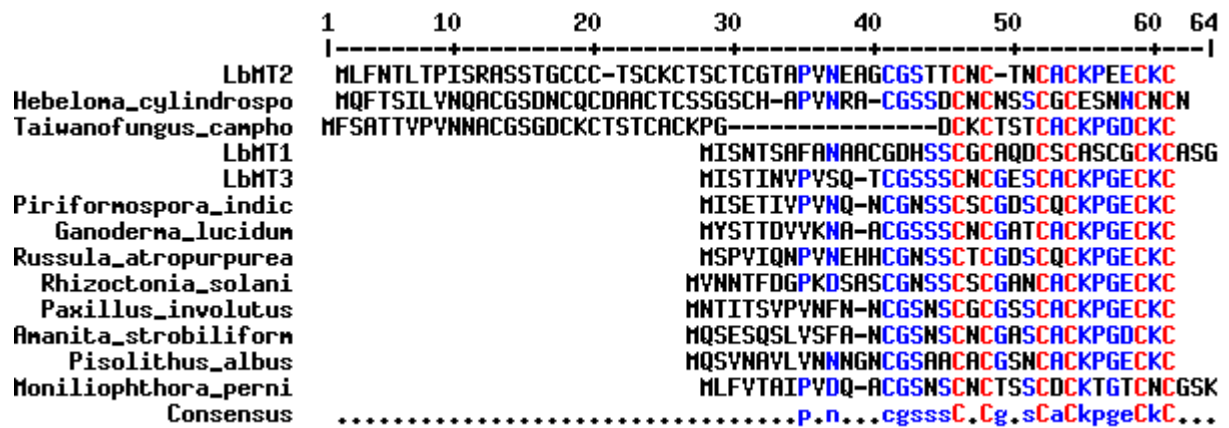 1 10 20 30 40 50 60 64
|--------+---------+---------+---------+---------+---------+---|
LbMT2 MLFNTLTPISRASSTGCCC-TSCKCTSCTCGTAPVNEAGCGSTTCNC-TNCACKPEECKC
Hebeloma_cylindrospo MQFTSILVNQACGSDNCQCDAACTCSSGSCH-APVNRA-CGSSDCNCNSSCGCESNNCNCN
Taiwanofungus_campho MFSATTVPVNNACGSGDCKCTSTCACKPG---------------DCKCTSTCACKPGDCKC
LbMT1 MISNTSAFANAACGDHSSCGCAQDCSCASCGCKCASG
LbMT3 MISTINVPVSQ-TCGSSSCNCGESCACKPGECKC
Piriformospora_indic MISETIVPVNQ-NCGNSSCSCGDSCQCKPGECKC
Ganoderma_lucidum MYSTTDVVKNA-ACGSSSCNCGATCACKPGECKC
Russula_atropurpurea MSPVIQNPVNEHHCGNSSCTCGDSCQCKPGECKC
Rhizoctonia_solani MVNNTFDGPKDSASCGNSSCSCGANCACKPGECKC
Paxillus_involutus MNTITSVPVNFN-NCGSNSCGCGSSCACKPGECKC
Amanita_strobiliform MQSESQSLVSFA-NCGSNSCNCGASCACKPGDCKC
Pisolithus_albus MQSVNAVLVNNNGNCGSAACACGSNCACKPGECKC
Moniliophthora_perni MLFVTAIPVDQ-ACGSNSCNCTSSCDCKTGTCNCGSK
Consensus ..................................p.n...cgsssC.Cg.sCaCkpgeCkC...